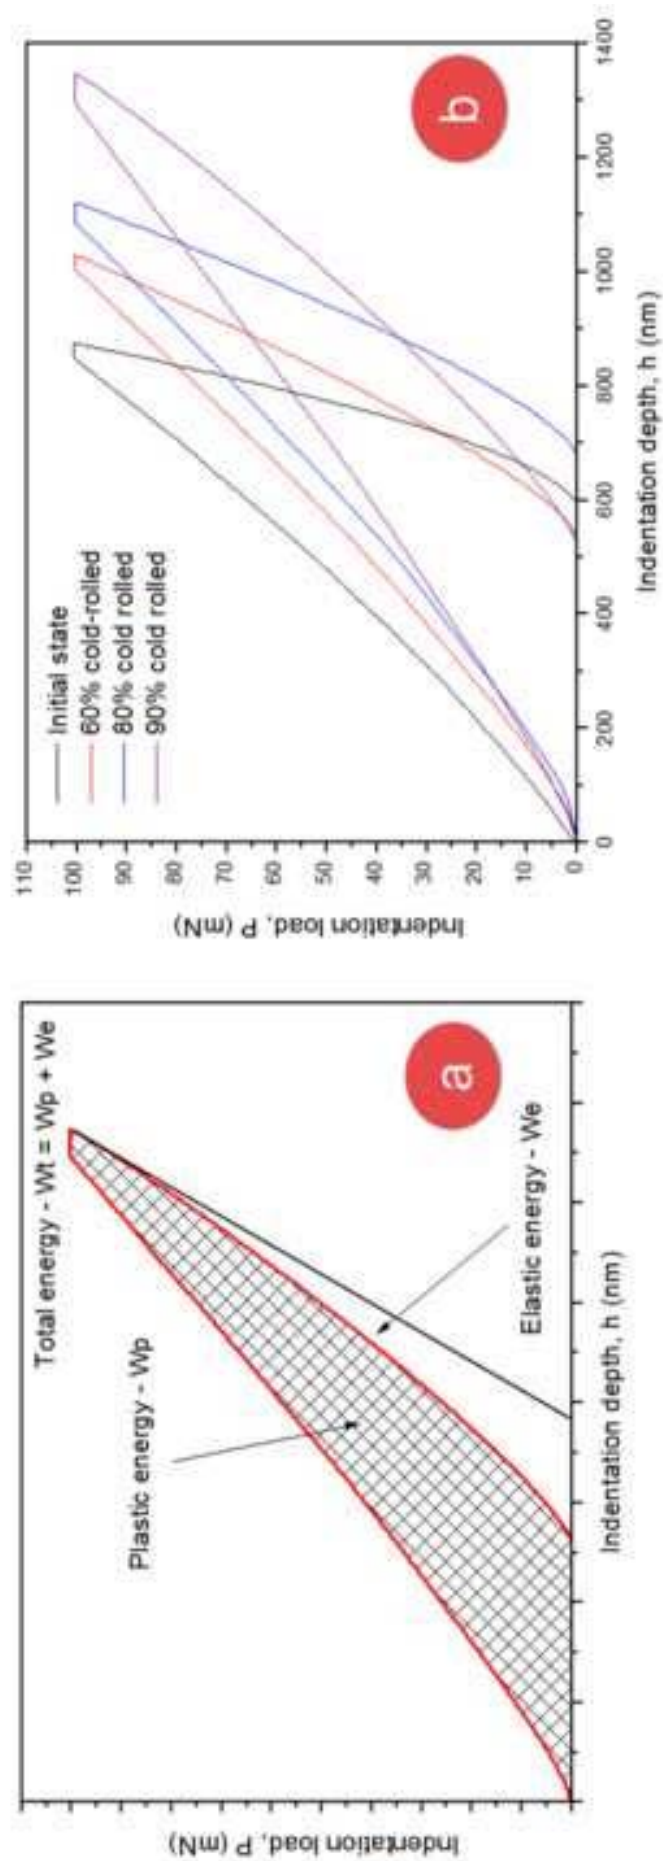 Total energy - Wt = Wp + We
Plastic energy - Wp
Elastic energy - We
a
Indentation load, P (mN)
Indentation depth, h (nm)
Initial state
60% cold-rolled
80% cold rolled
90% cold rolled
b
110
100
90
80
70
60
50
40
30
20
10
0
0
200
400
600
800
1000
1200
1400
Indentation load, P (mN)
Indentation depth, h (nm)